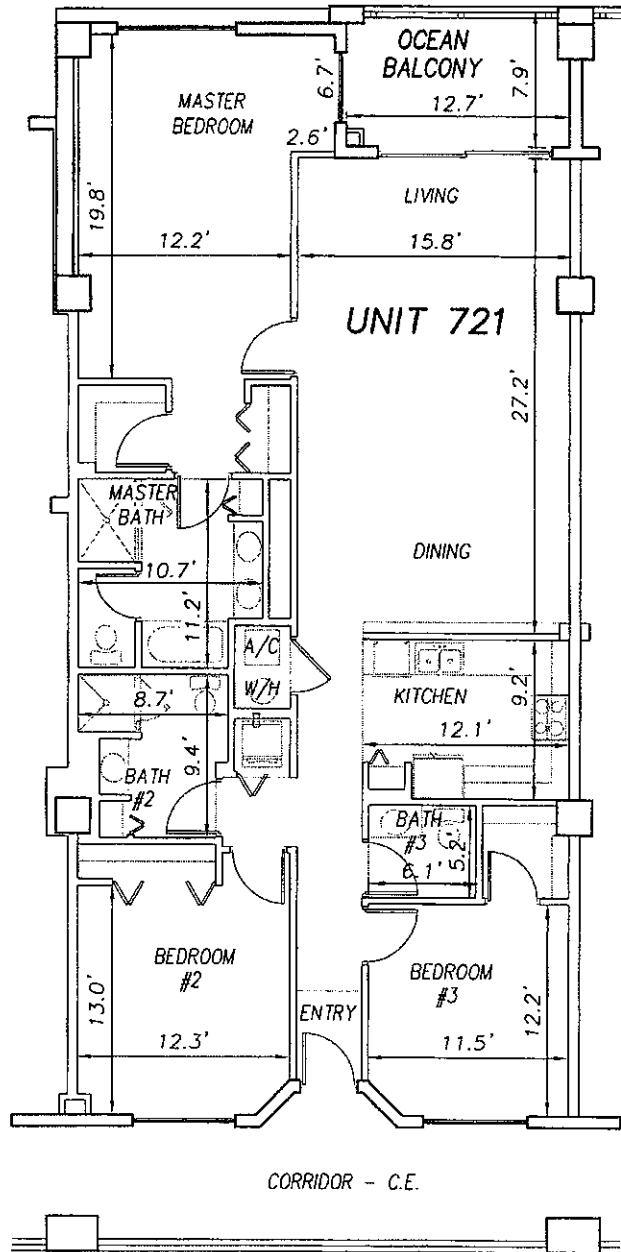 OCEAN
BALCONY
6.7'
7.9'
12.7'
MASTER
BEDROOM
2.6'
LIVING
19.8'
12.2'
15.8'
UNIT 721
27.2'
MASTER
BATH
DINING
10.7'
11.2'
A/C
W/H
KITCHEN
9.2'
8.7'
12.1'
9.4'
BATH
#2
BATH
#3
5.2'
6.1'
BEDROOM
#2
BEDROOM
#3
13.0'
12.2'
ENTRY
12.3'
11.5'
CORRIDOR - C.E.